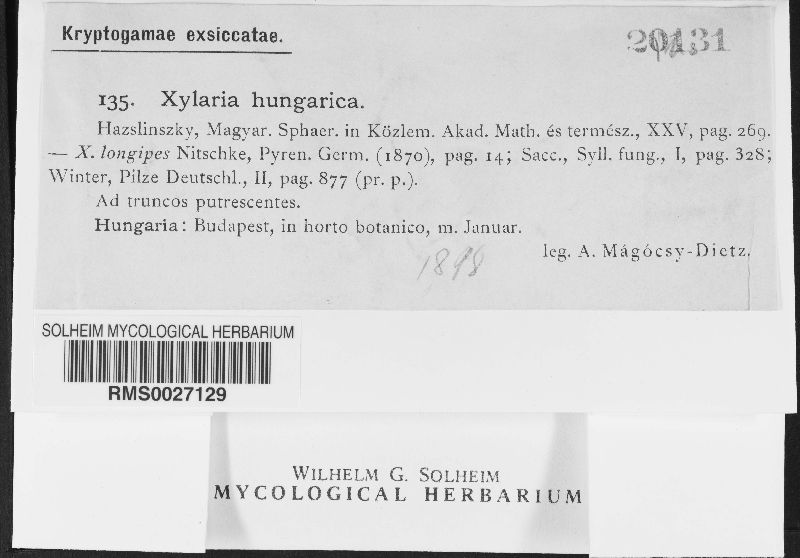 Kryptogamae exsiccatae.
135. Xylaria hungarica.
Hazslinszky, Magyar. Sphaer. in Közlem. Akad. Math. és termész., XXV, pag. 269.
— X. longipes Nitschke, Pyren. Germ. (1870), pag. 14; Sacc., Syll. fung., I, pag. 328;
Winter, Pilze Deutschl., II, pag. 877 (pr. p.).
Ad truncos putrescentes.
Hungaria: Budapest, in horto botanico, m. Januar.
leg. A. Mágócsy-Dietz.
1898
SOLHEIM MYCOLOGICAL HERBARIUM
RMS0027129
WILHELM G. SOLHEIM
MYCOLOGICAL HERBARIUM